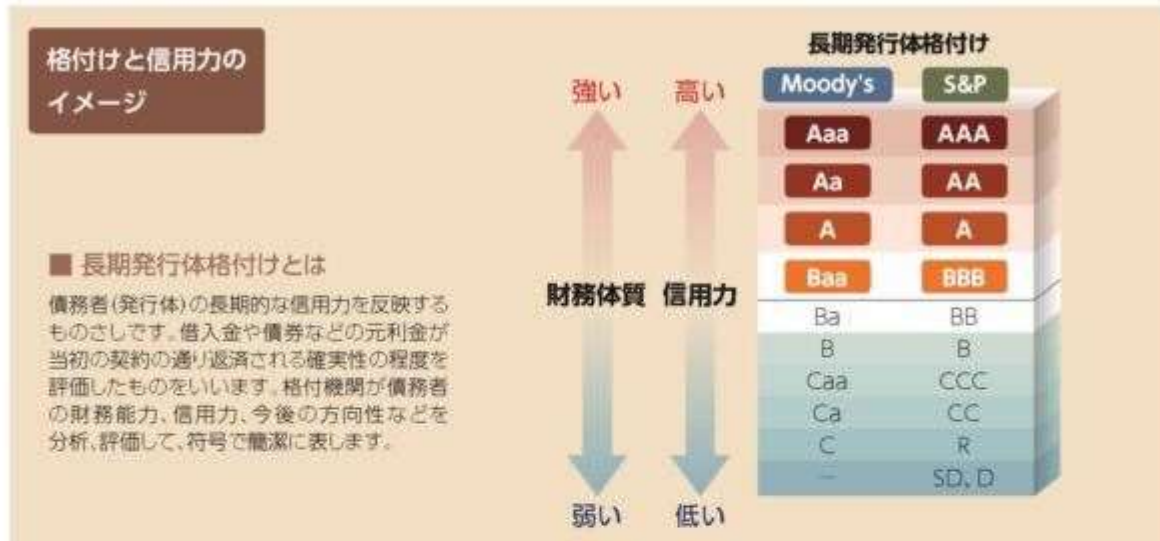 格付けと信用力の
イメージ
■ 長期発行体格付けとは
債務者(発行体)の長期的な信用力を反映する
ものさしです。借入金や債券などの元利金が
当初の契約の通り返済される確実性の程度を
評価したものをいいます。格付機関が債務者
の財務能力、信用力、今後の方向性などを
分析、評価して、符号で簡潔に表します。
強い 高い
財務体質 信用力
弱い 低い
長期発行体格付け
Moody's S&P
Aaa AAA
Aa AA
A A
Baa BBB
Ba BB
B B
Caa CCC
Ca CC
C R
― SD, D